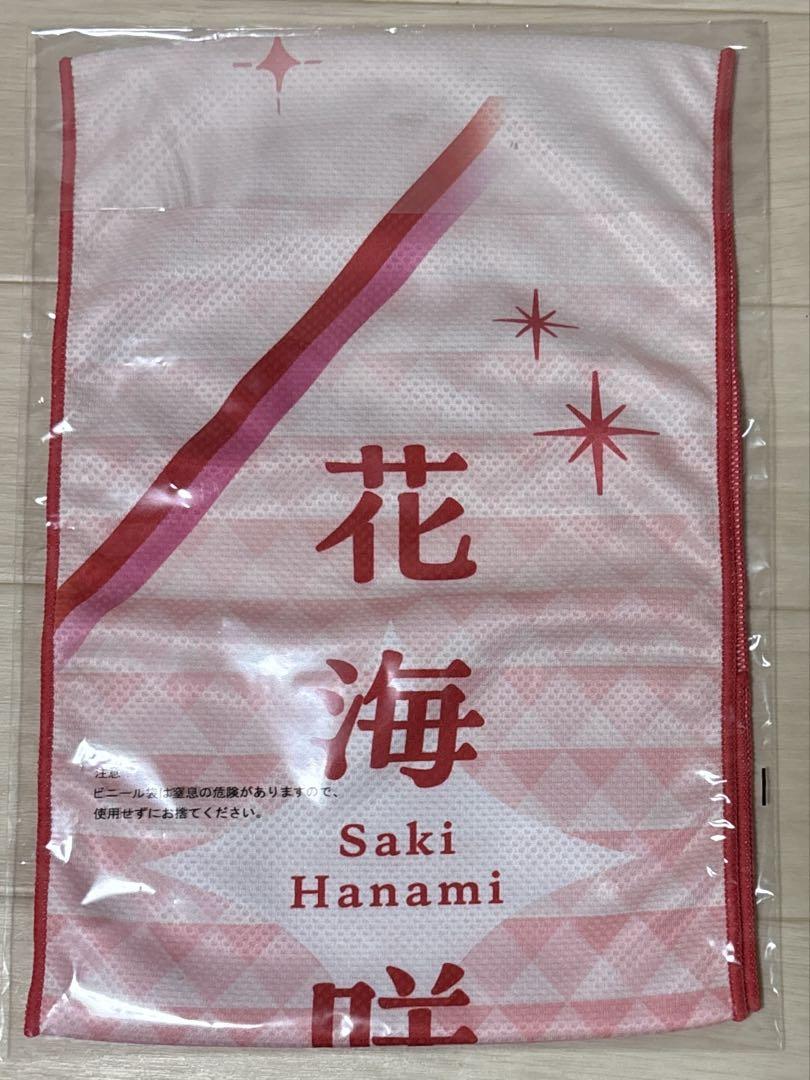 花
海
Saki
Hanami
咲
注意
ビニール袋は窒息の危険がありますので、
使用せずにお捨てください。